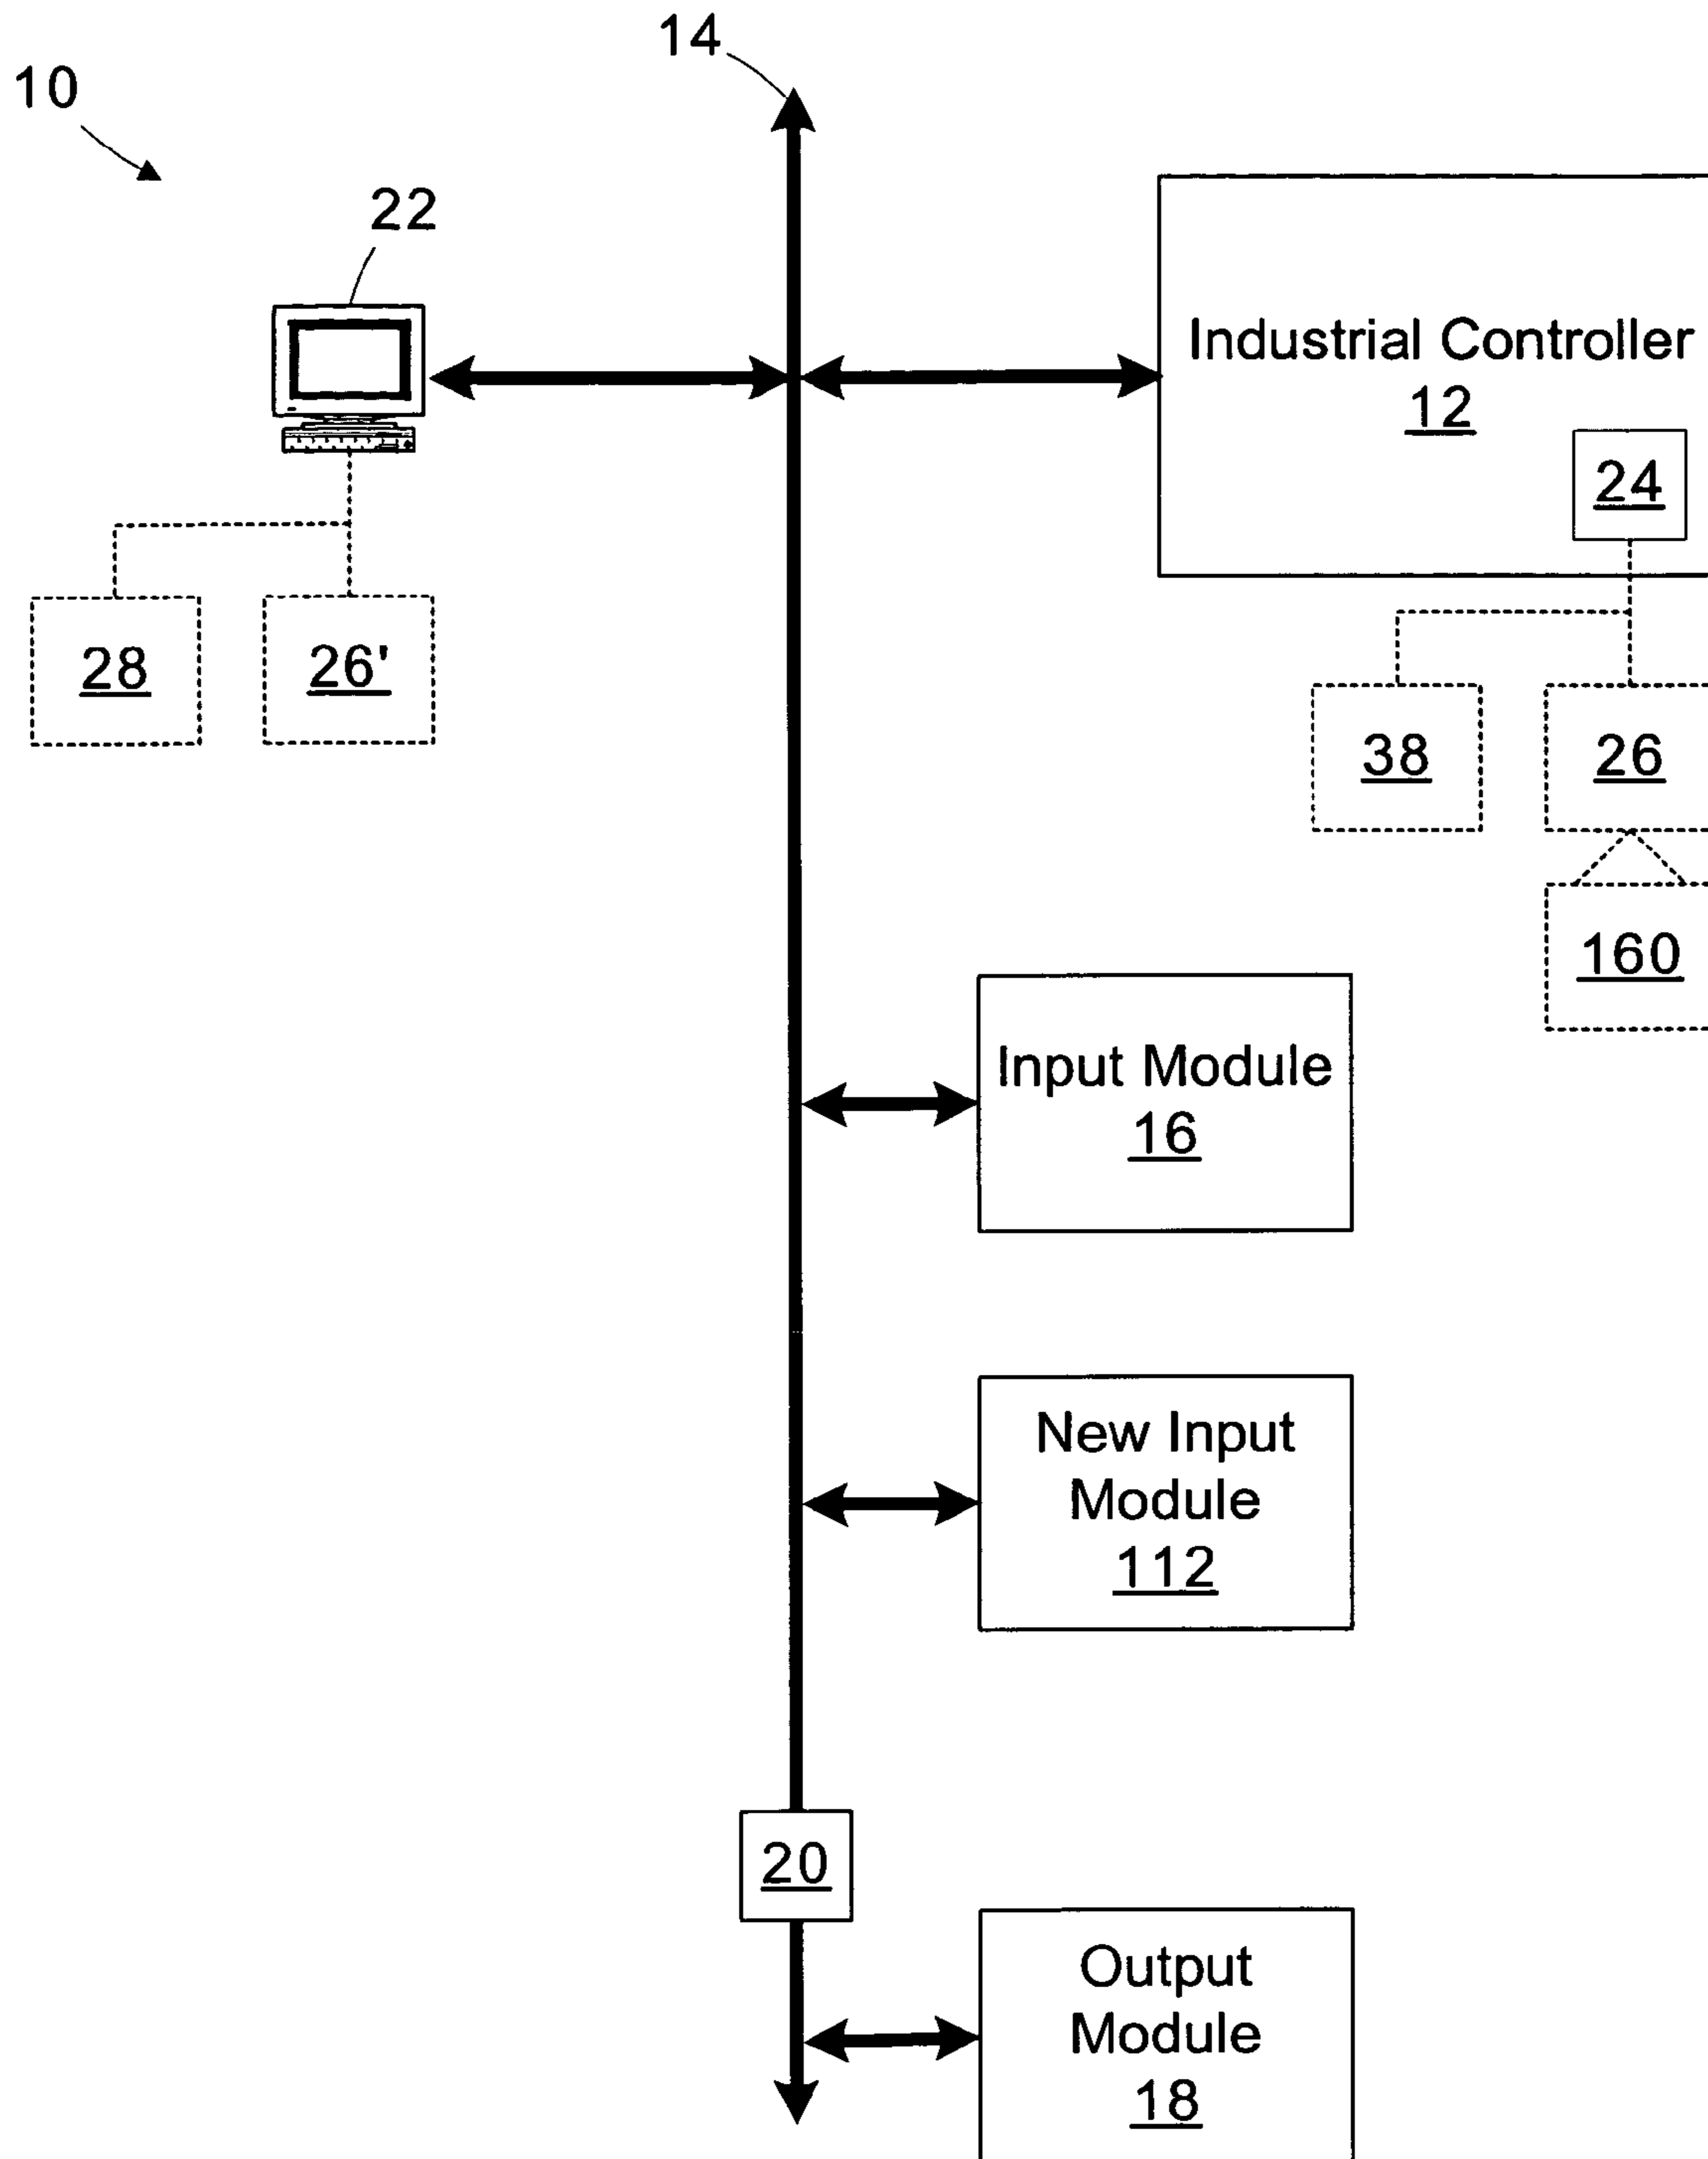 14
10
22
Industrial Controller
12
24
28
26'
38
26
160
Input Module
16
New Input
Module
112
20
Output
Module
18